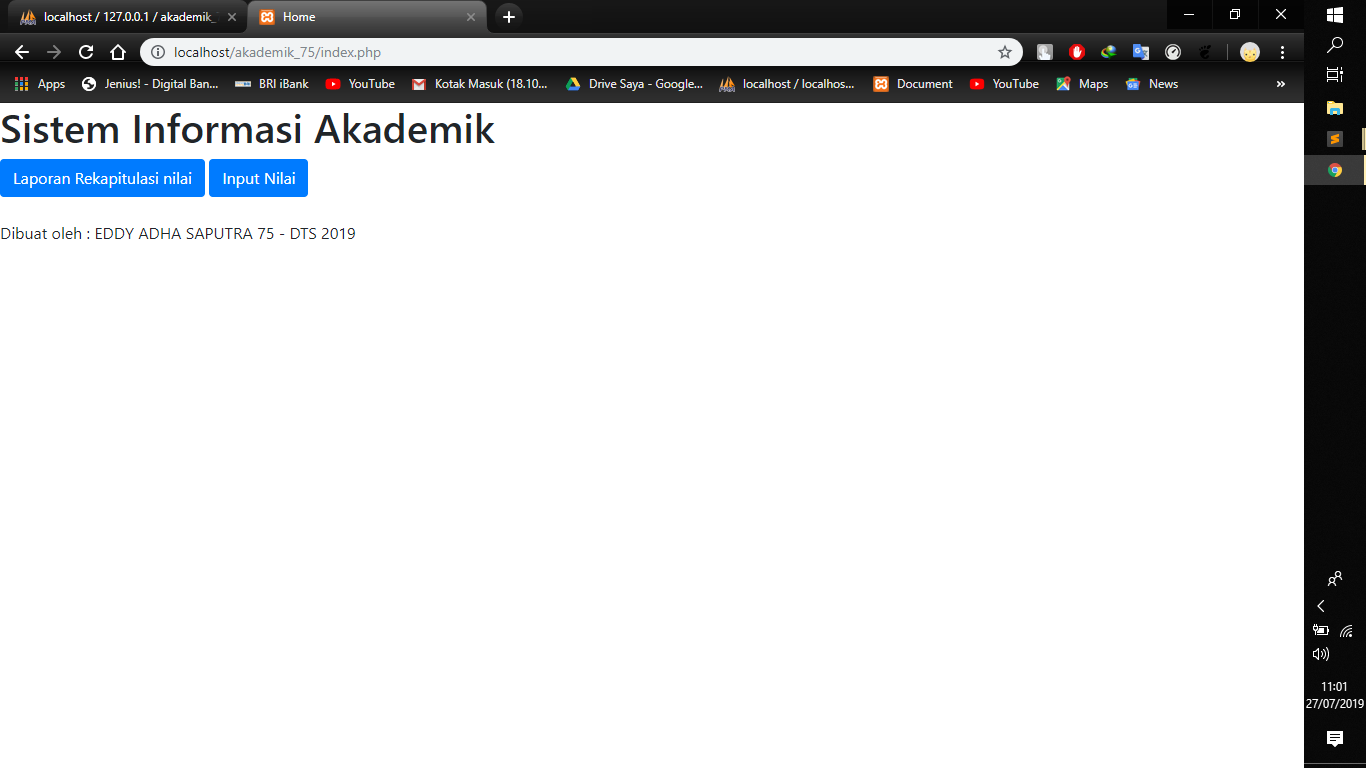 localhost / 127.0.0.1 / akademik_
Home
localhost/akademik_75/index.php
Apps Jenius! - Digital Ban... BRI iBank YouTube Kotak Masuk (18.10... Drive Saya - Google... localhost / localhos... Document YouTube Maps News »
Sistem Informasi Akademik
Laporan Rekapitulasi nilai Input Nilai
Dibuat oleh : EDDY ADHA SAPUTRA 75 - DTS 2019
11:01
27/07/2019